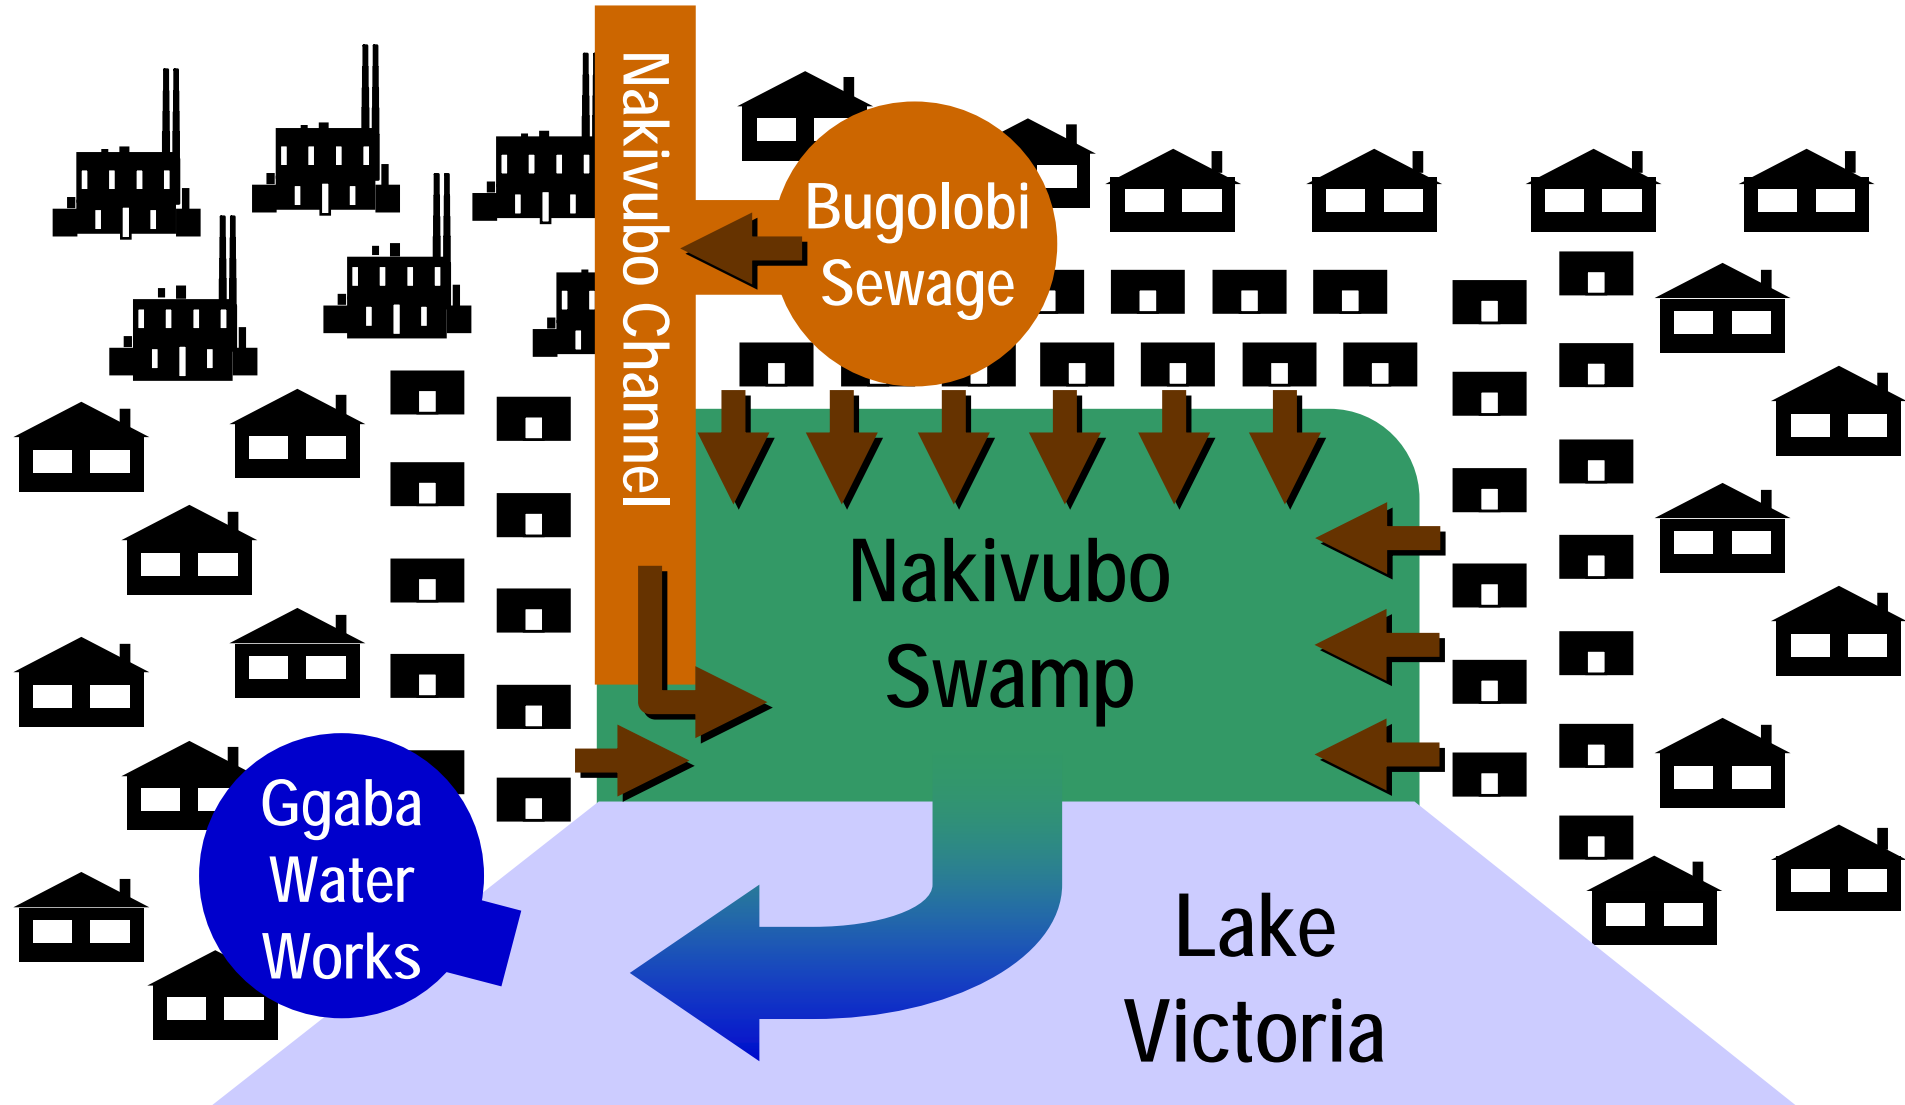 Nakivubo Channel
Bugolobi
Sewage
Nakivubo
Swamp
Ggaba
Water
Works
Lake
Victoria